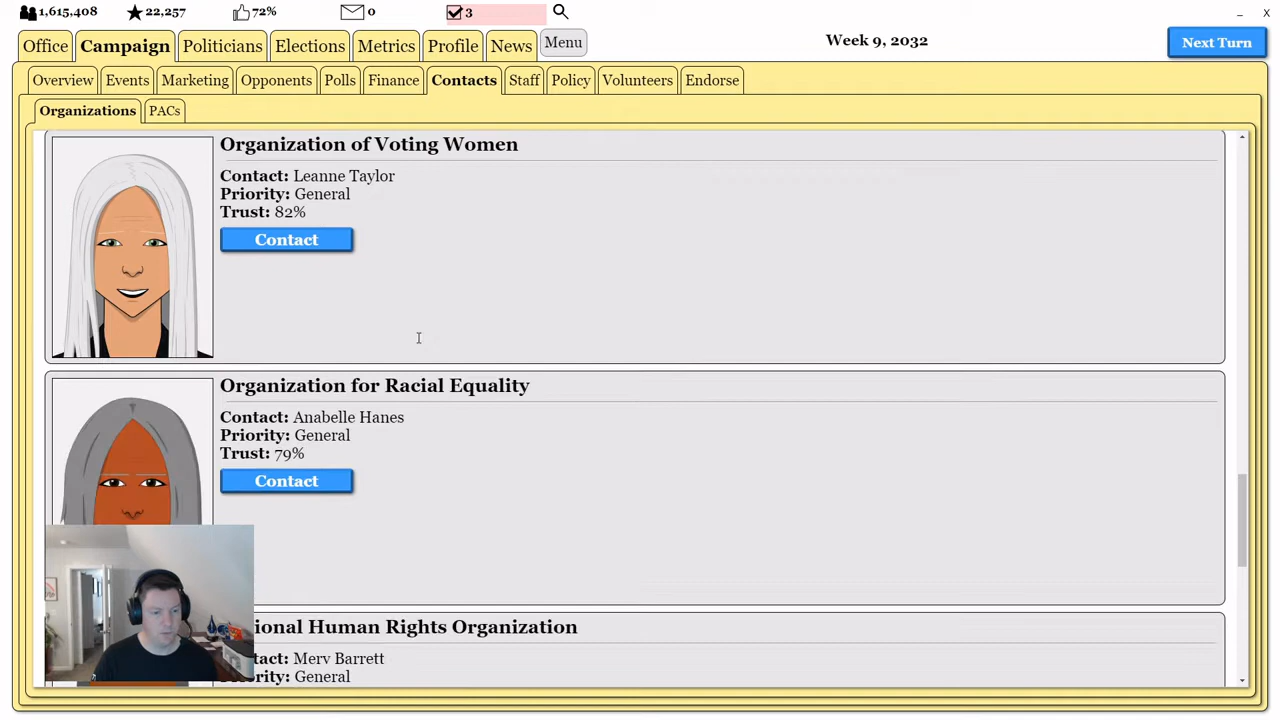 1,615,408 22,257 72% 0 3
Office Campaign Politicians Elections Metrics Profile News Menu Week 9, 2032 Next Turn
Overview Events Marketing Opponents Polls Finance Contacts Staff Policy Volunteers Endorse
Organizations PACs
Organization of Voting Women
Contact: Leanne Taylor
Priority: General
Trust: 82%
Contact
Organization for Racial Equality
Contact: Anabelle Hanes
Priority: General
Trust: 79%
Contact
ional Human Rights Organization
tact: Merv Barrett
ority: General